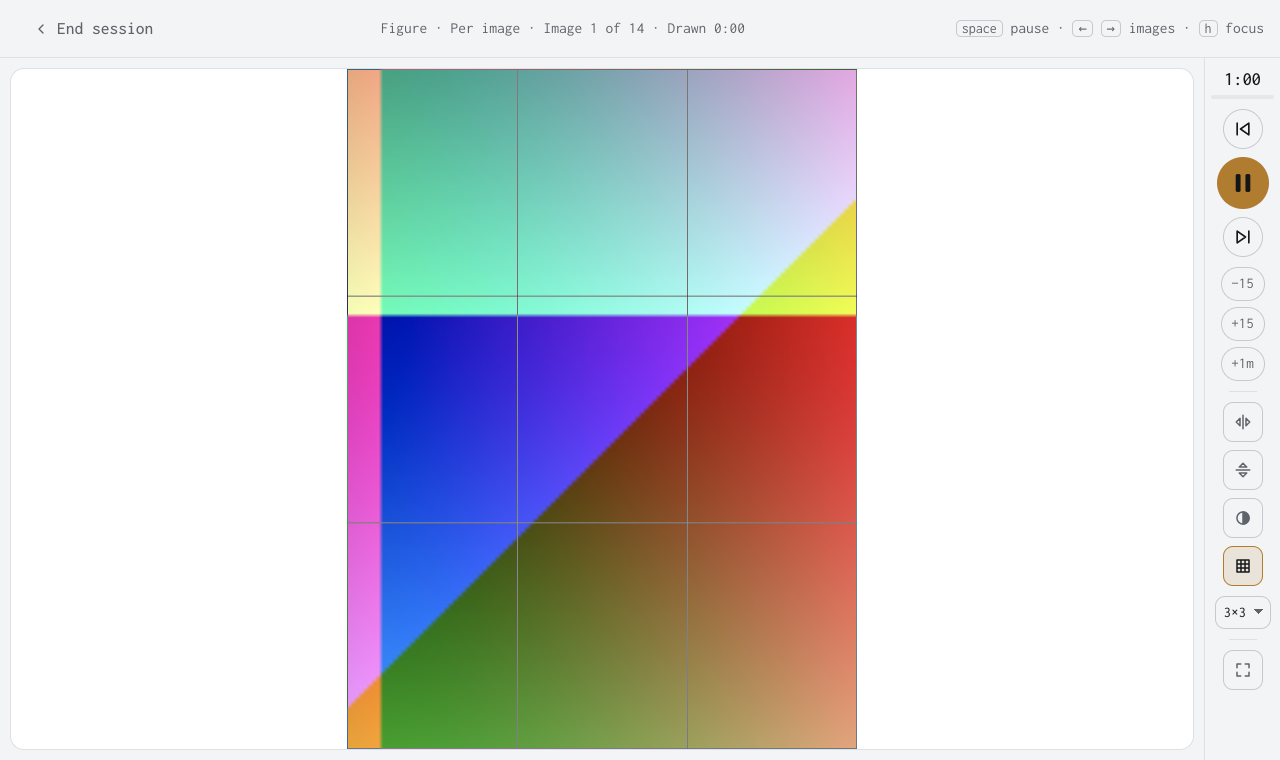 End session
Figure · Per image · Image 1 of 14 · Drawn 0:00
space pause · ← → images · h focus
1:00
−15
+15
+1m
3×3